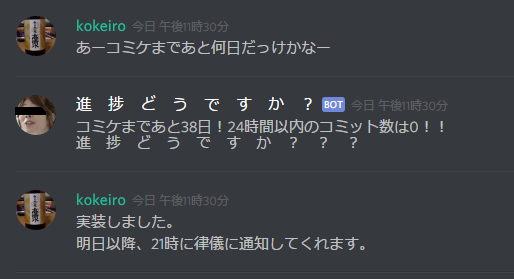 kokeiro 今日 午後11時30分
あーコミケまであと何日だっけかなー
進　捗　ど　う　で　す　か　？ BOT 今日 午後11時30分
コミケまであと38日！24時間以内のコミット数は0！！
進　捗　ど　う　で　す　か　？　？　？
kokeiro 今日 午後11時30分
実装しました。
明日以降、21時に律儀に通知してくれます。